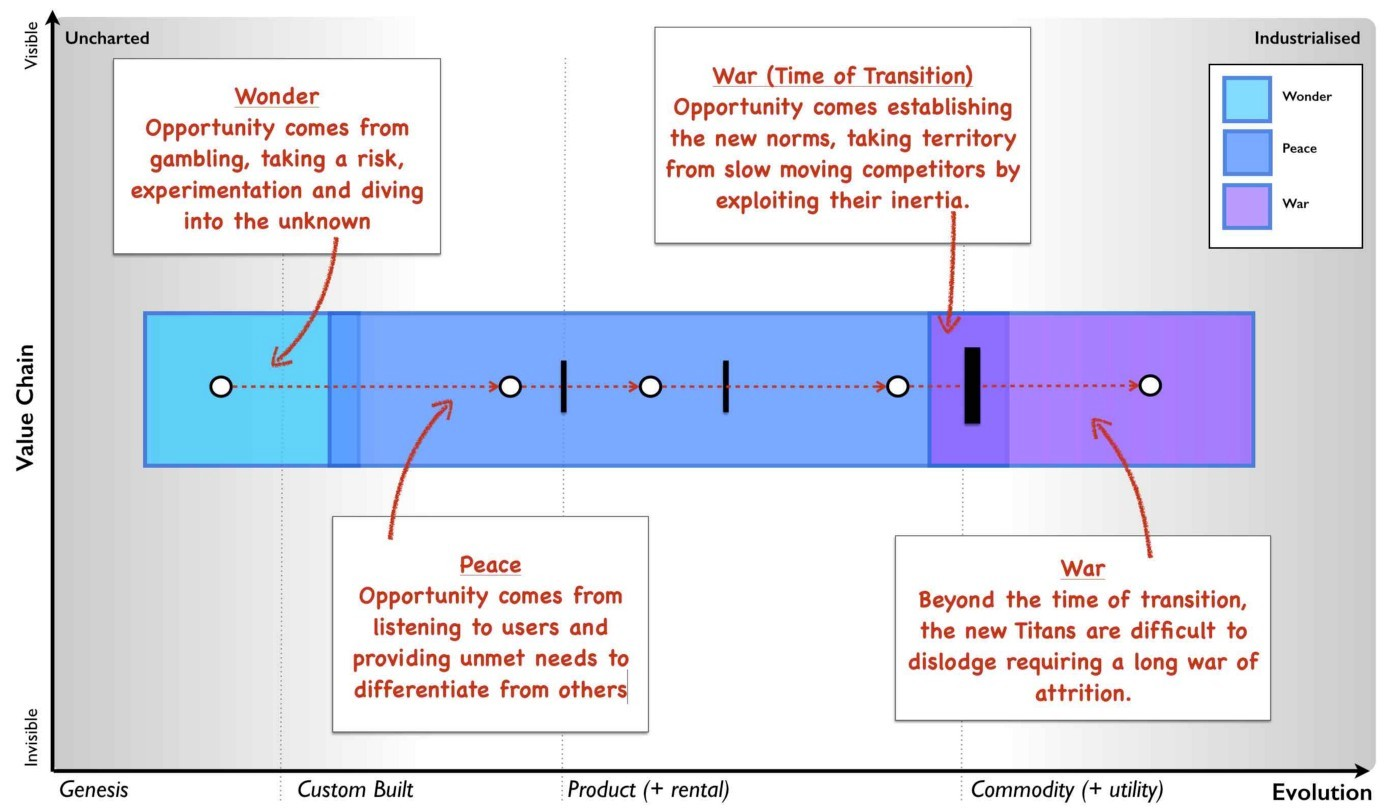 Visible
Uncharted
Industrialised
Wonder
Opportunity comes from
gambling, taking a risk,
experimentation and diving
into the unknown
War (Time of Transition)
Opportunity comes establishing
the new norms, taking territory
from slow moving competitors by
exploiting their inertia.
Wonder
Peace
War
Value Chain
Peace
Opportunity comes from
listening to users and
providing unmet needs to
differentiate from others
War
Beyond the time of transition,
the new Titans are difficult to
dislodge requiring a long war of
attrition.
Invisible
Genesis
Custom Built
Product (+ rental)
Commodity (+ utility)
Evolution